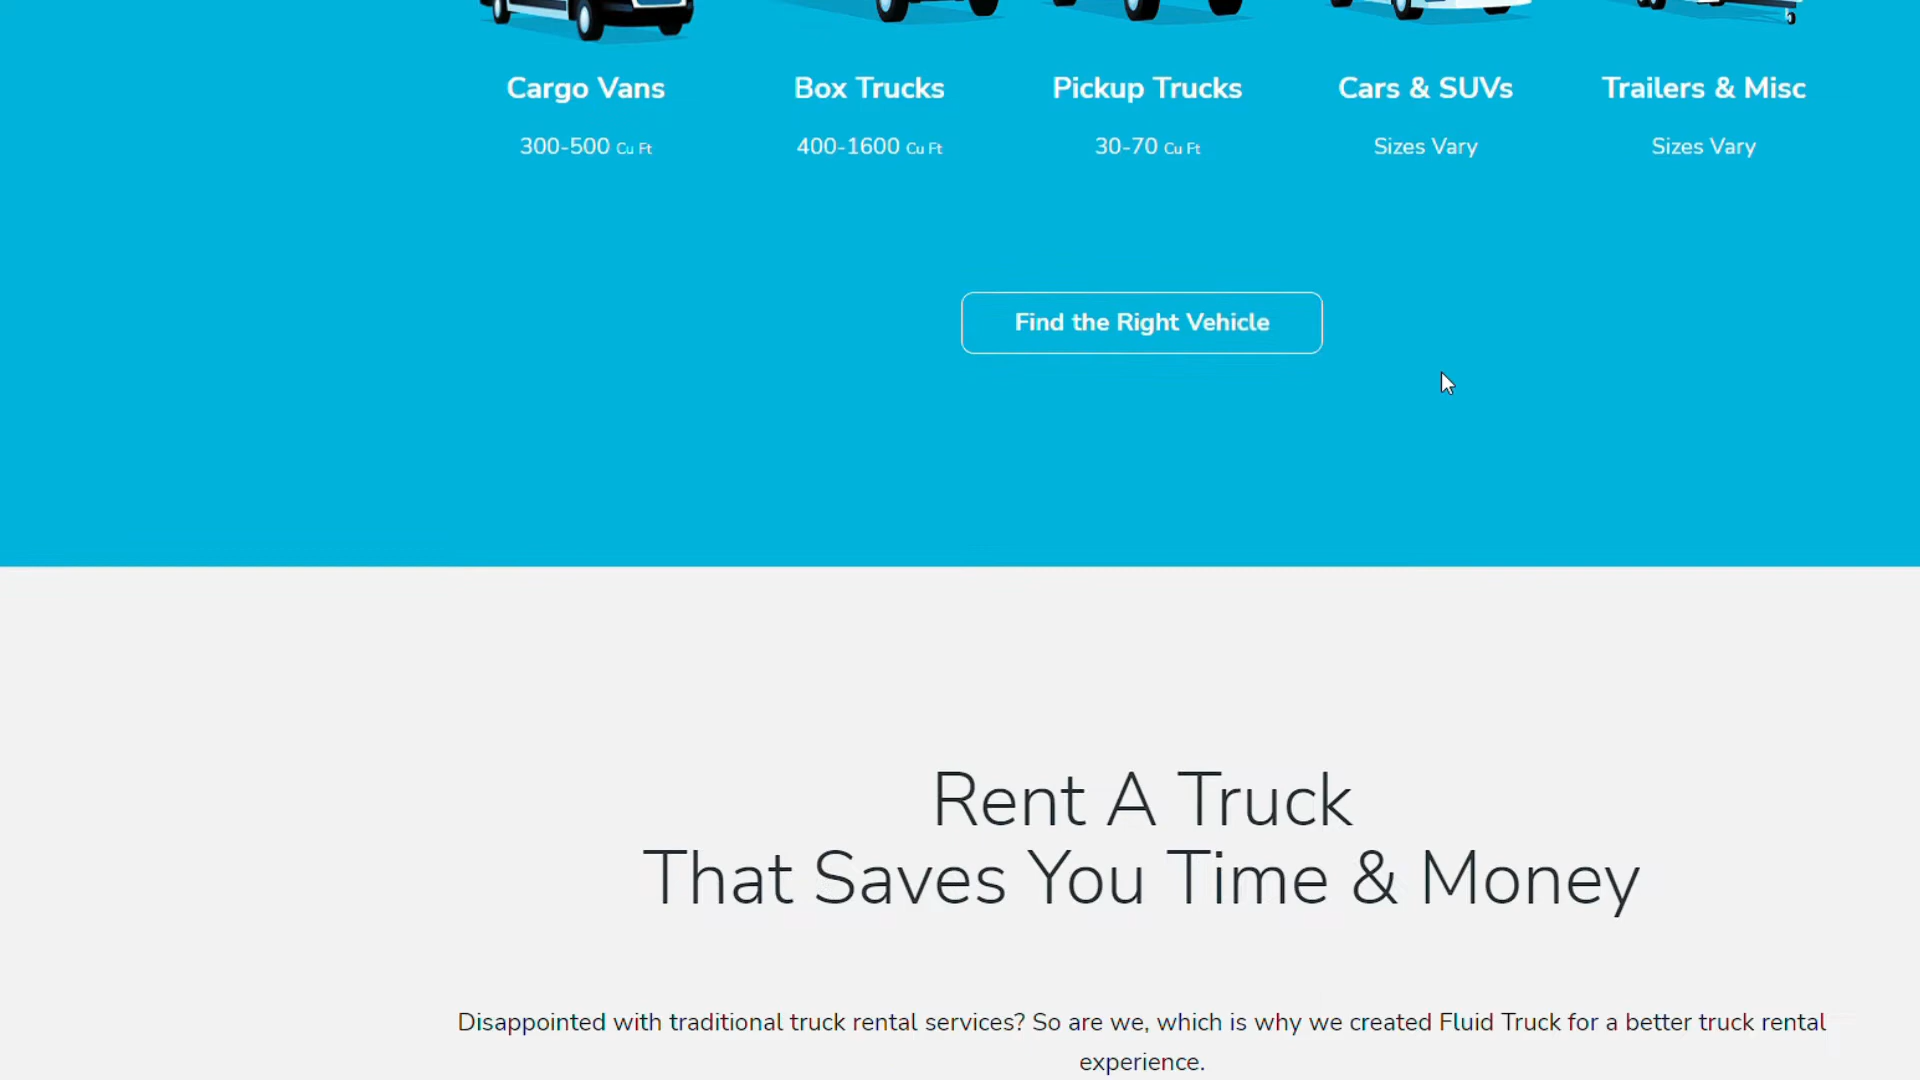 Cargo Vans
Box Trucks
Pickup Trucks
Cars & SUVs
Trailers & Misc
300-500 Cu Ft
400-1600 Cu Ft
30-70 Cu Ft
Sizes Vary
Sizes Vary
Find the Right Vehicle
Rent A Truck
That Saves You Time & Money
Disappointed with traditional truck rental services? So are we, which is why we created Fluid Truck for a better truck rental
experience.